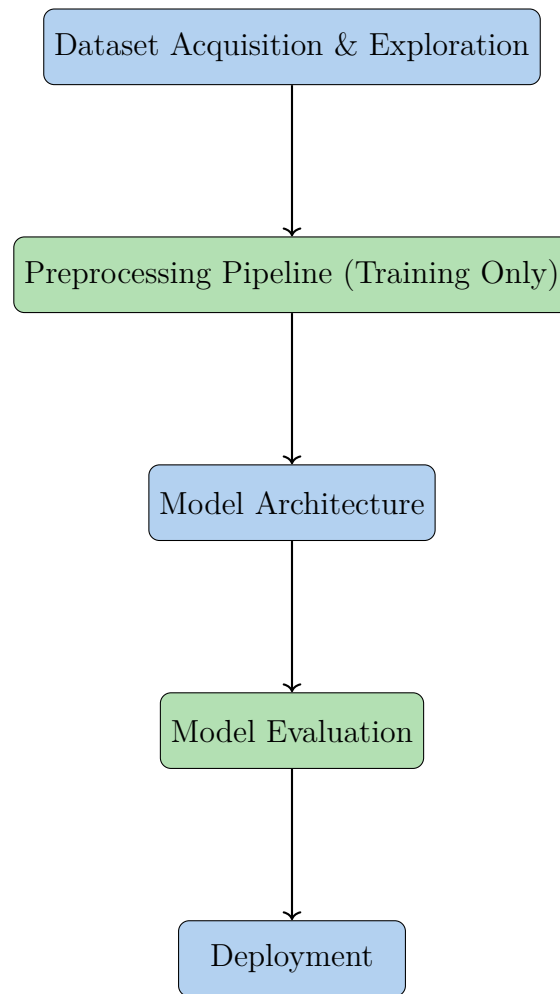 Dataset Acquisition & Exploration
Preprocessing Pipeline (Training Only)
Model Architecture
Model Evaluation
Deployment